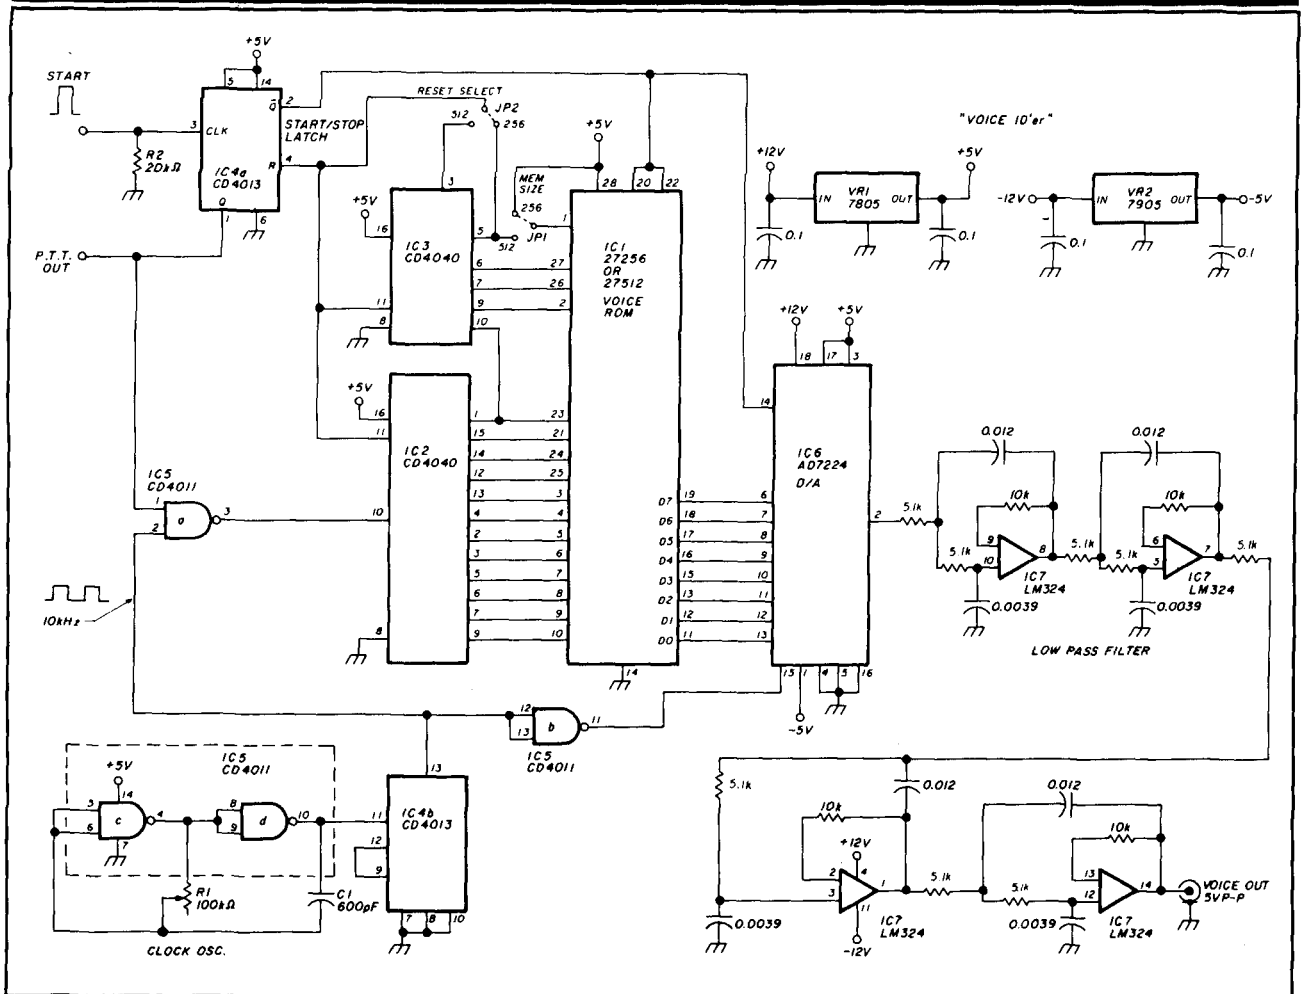 START
+5V
5 14
3 CLK
Q̄ 2
START/STOP
LATCH
R 4
R2
20kΩ
IC4a
CD4013
Q
1 6
P.T.T.
OUT
RESET SELECT
JP2
512
256
+5V
MEM
SIZE
256
512
JP1
+5V
3
16
IC3
CD4040
5
6
7
9
10
11
8
28 20 22
1
27
26
2
IC1
27256
OR
27512
VOICE
ROM
"VOICE ID'er"
+12V
IN
VR1
7805
OUT
+5V
0.1
0.1
-12V
IN
VR2
7905
OUT
-5V
0.1
0.1
+5V
16
11
IC2
CD4040
10
8
1 23
15 21
14 24
12 25
13 3
4 4
2 5
3 6
5 7
6 8
7 9
9 10
D7 19 6
D6 18 7
D5 17 8
D4 16 9
D3 15 10
D2 13 11
D1 12 12
D0 11 13
14
+12V
+5V
18 17 3
14
IC6
AD7224
D/A
2
15 1 4 5 16
-5V
IC5
CD4011
1
2
a
3
10kHz
5.1k
0.012
10k
5.1k
9
10
8
IC7
LM324
0.0039
5.1k
0.012
10k
5.1k
6
5
7
IC7
LM324
0.0039
5.1k
LOW PASS FILTER
12
13
b
11
IC5
CD4011
IC5
CD4011
+5V
14
5
6
c
4
7
8
9
d
10
R1
100kΩ
C1
600pF
CLOCK OSC.
13
11
12
9
IC4b
CD4013
7 8 10
5.1k
0.0039
10k
0.012
+12V
4
2
3
1
11
-12V
IC7
LM324
5.1k
5.1k
0.012
10k
13
12
14
0.0039
IC7
LM324
VOICE OUT
5VP-P